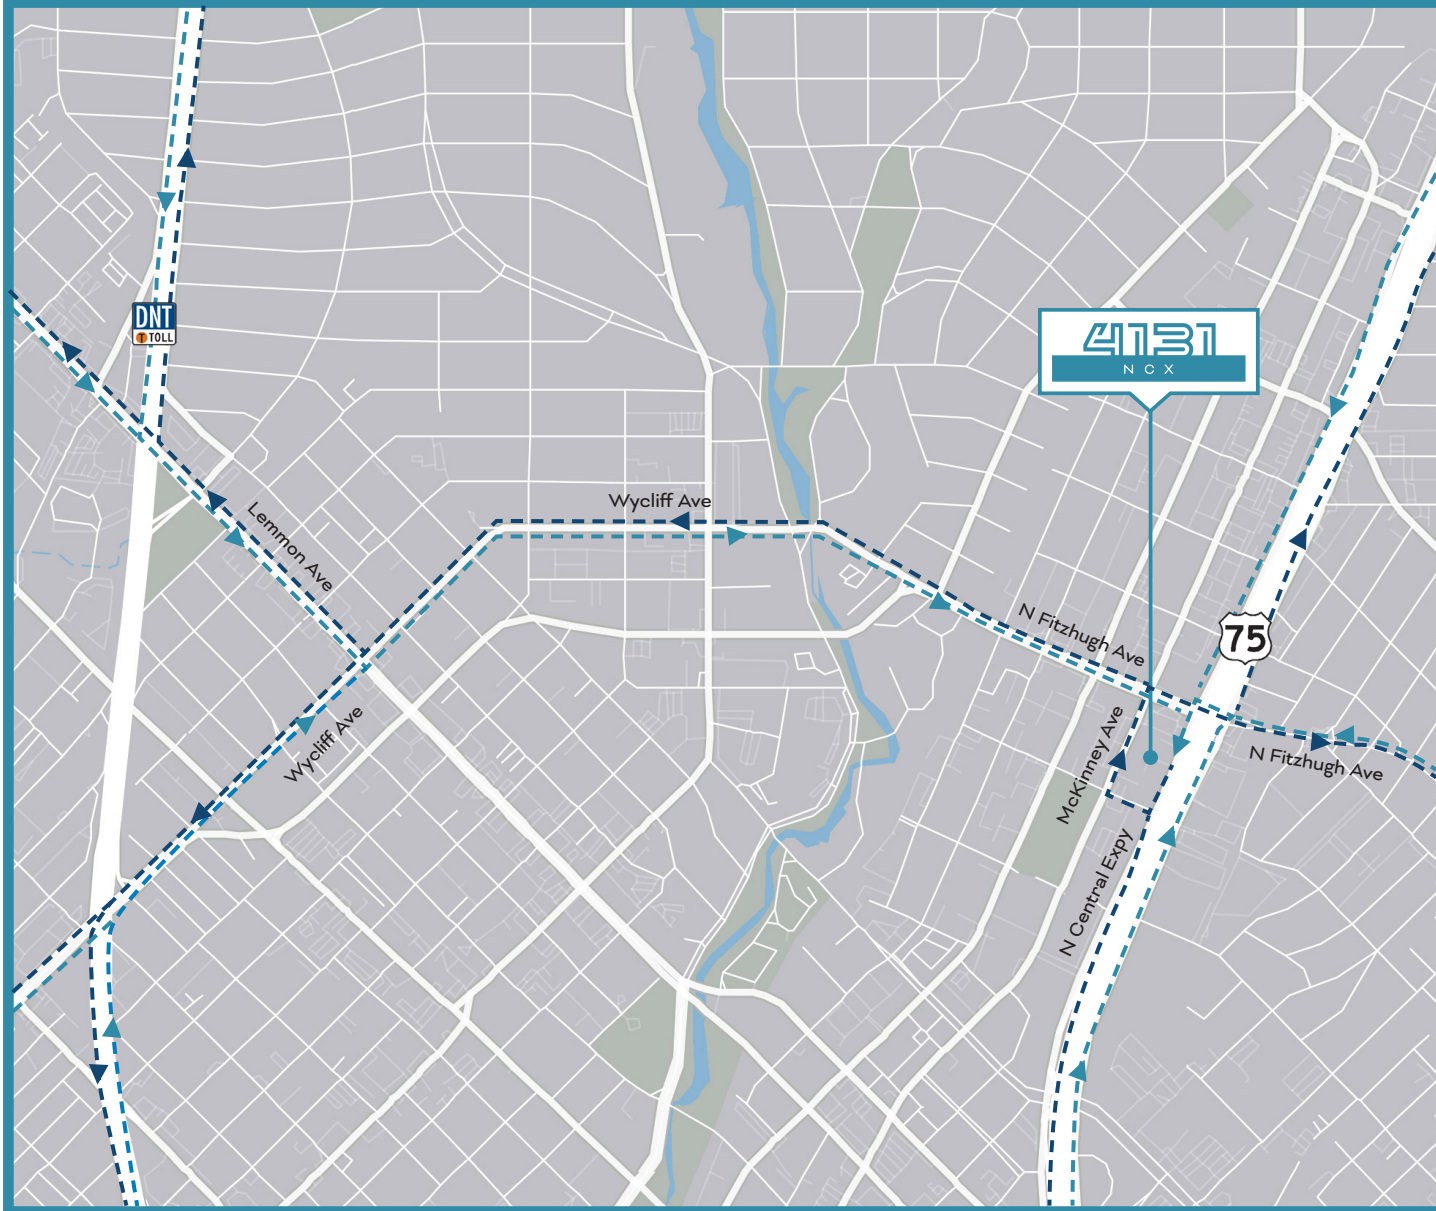 DNT
T TOLL
4131
NCX
Wycliff Ave
Lemmon Ave
N Fitzhugh Ave
75
Wycliff Ave
McKinney Ave
N Fitzhugh Ave
N Central Expy